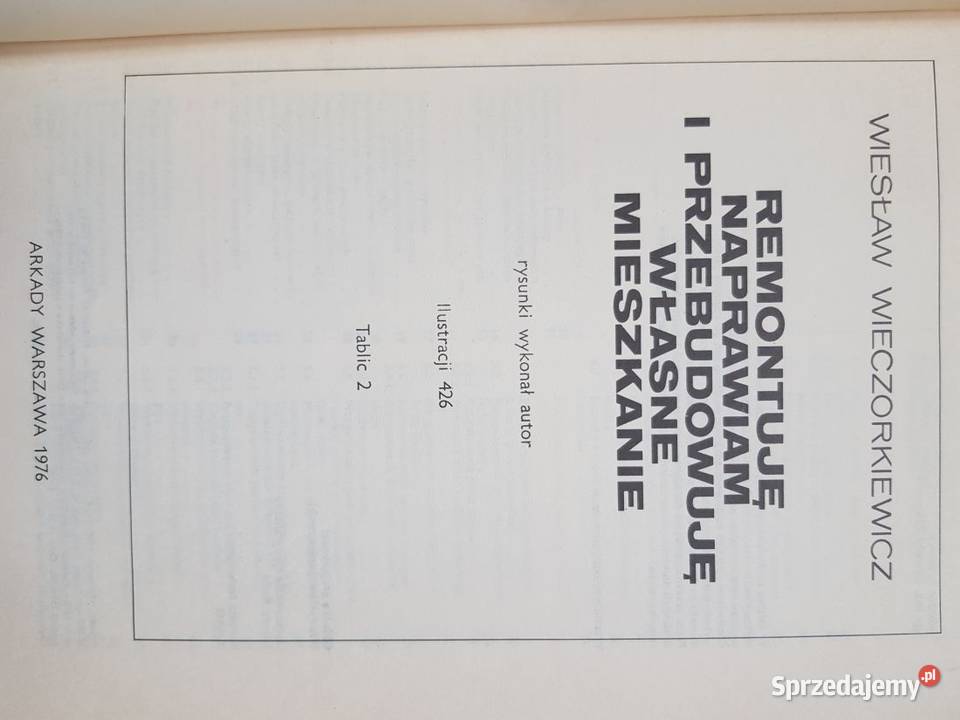 WIESŁAW WIECZORKIEWICZ
REMONTUJĘ
NAPRAWIAM
I PRZEBUDOWUJĘ
WŁASNE
MIESZKANIE
rysunki wykonał autor
Ilustracji 426
Tablic 2
ARKADY WARSZAWA 1976
Sprzedajemy.pl